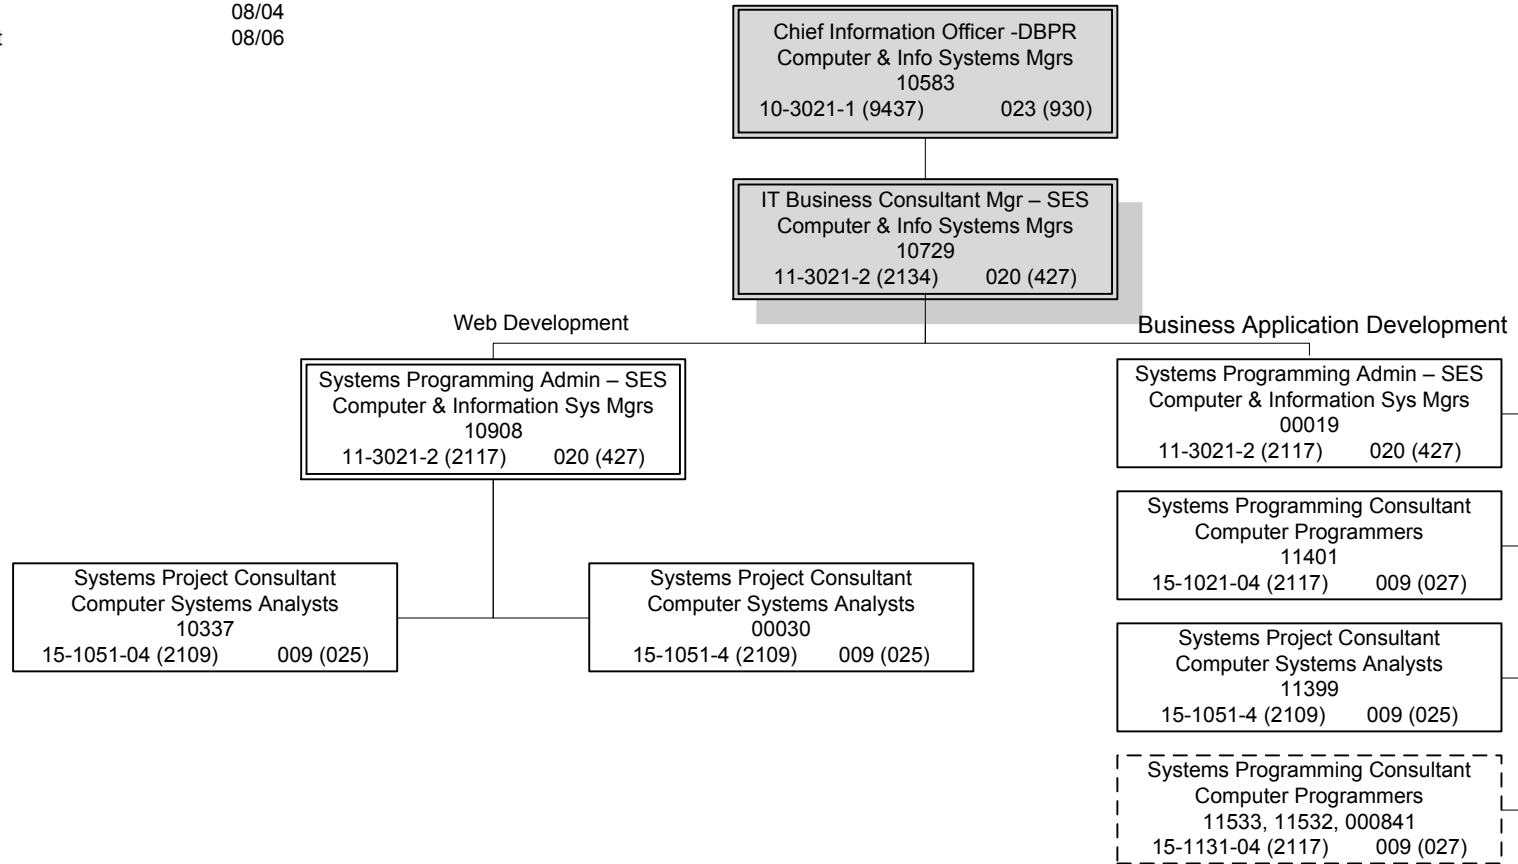 08/04
t 08/06
Chief Information Officer -DBPR
Computer & Info Systems Mgrs
10583
10-3021-1 (9437) 023 (930)
IT Business Consultant Mgr – SES
Computer & Info Systems Mgrs
10729
11-3021-2 (2134) 020 (427)
Web Development
Business Application Development
Systems Programming Admin – SES
Computer & Information Sys Mgrs
10908
11-3021-2 (2117) 020 (427)
Systems Programming Admin – SES
Computer & Information Sys Mgrs
00019
11-3021-2 (2117) 020 (427)
Systems Programming Consultant
Computer Programmers
11401
15-1021-04 (2117) 009 (027)
Systems Project Consultant
Computer Systems Analysts
10337
15-1051-04 (2109) 009 (025)
Systems Project Consultant
Computer Systems Analysts
00030
15-1051-4 (2109) 009 (025)
Systems Project Consultant
Computer Systems Analysts
11399
15-1051-4 (2109) 009 (025)
Systems Programming Consultant
Computer Programmers
11533, 11532, 000841
15-1131-04 (2117) 009 (027)